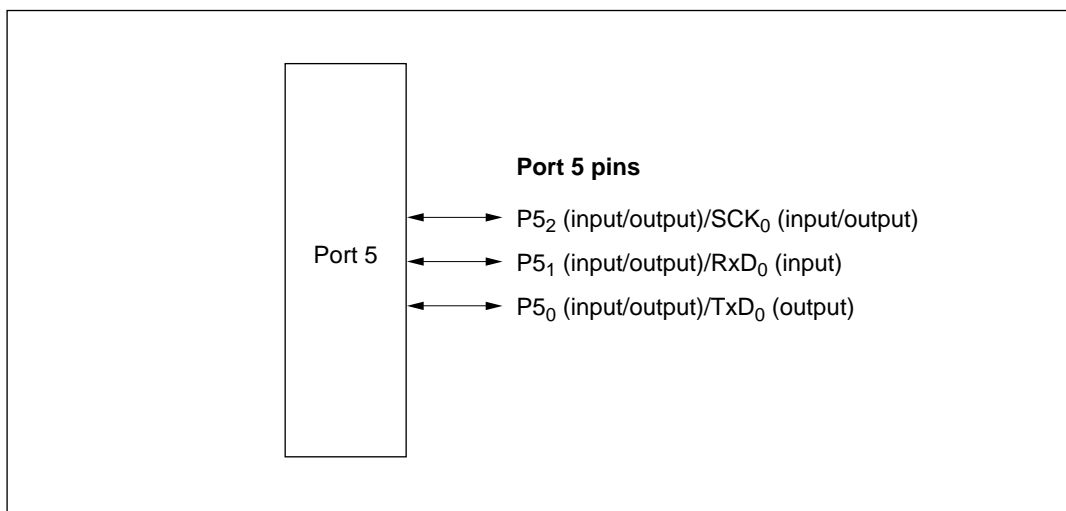 Port 5 pins
P5₂ (input/output)/SCK₀ (input/output)
Port 5
P5₁ (input/output)/RxD₀ (input)
P5₀ (input/output)/TxD₀ (output)